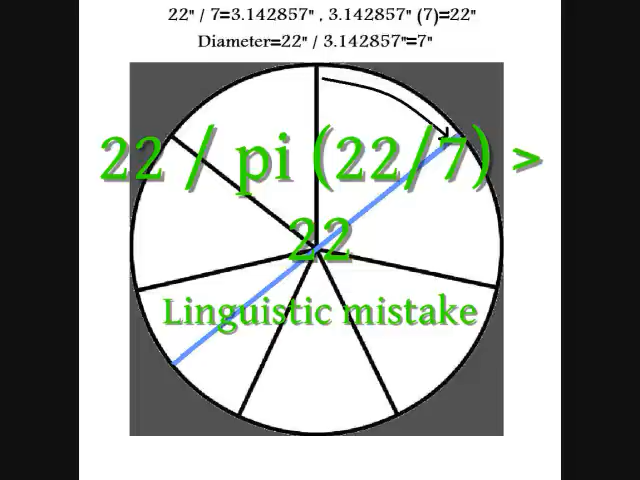 22" / 7=3.142857" , 3.142857" (7)=22"
Diameter=22" / 3.142857"=7"
22 / pi (22/7) >
22
Linguistic mistake